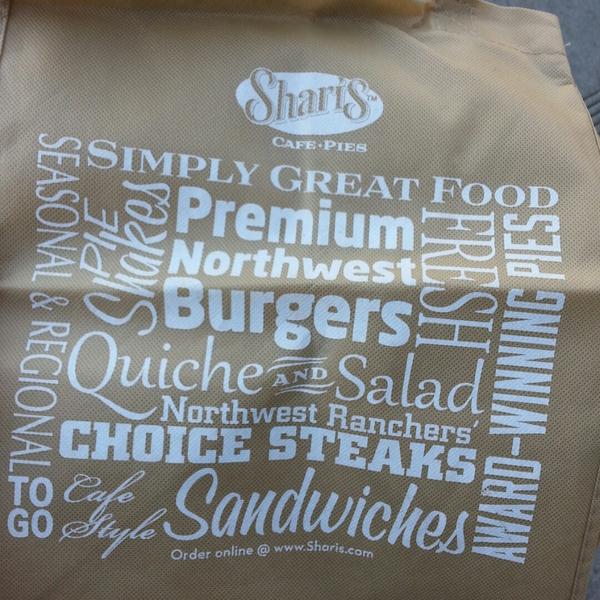 Shari's™
CAFE•PIES
SIMPLY GREAT FOOD
SEASONAL & REGIONAL
PIE
Shakes
Premium
Northwest
Burgers
FRESH
AWARD-WINNING PIES
Quiche AND Salad
Northwest Ranchers'
CHOICE STEAKS
TO
GO
Cafe
Style
Sandwiches
Order online @ www.Sharis.com